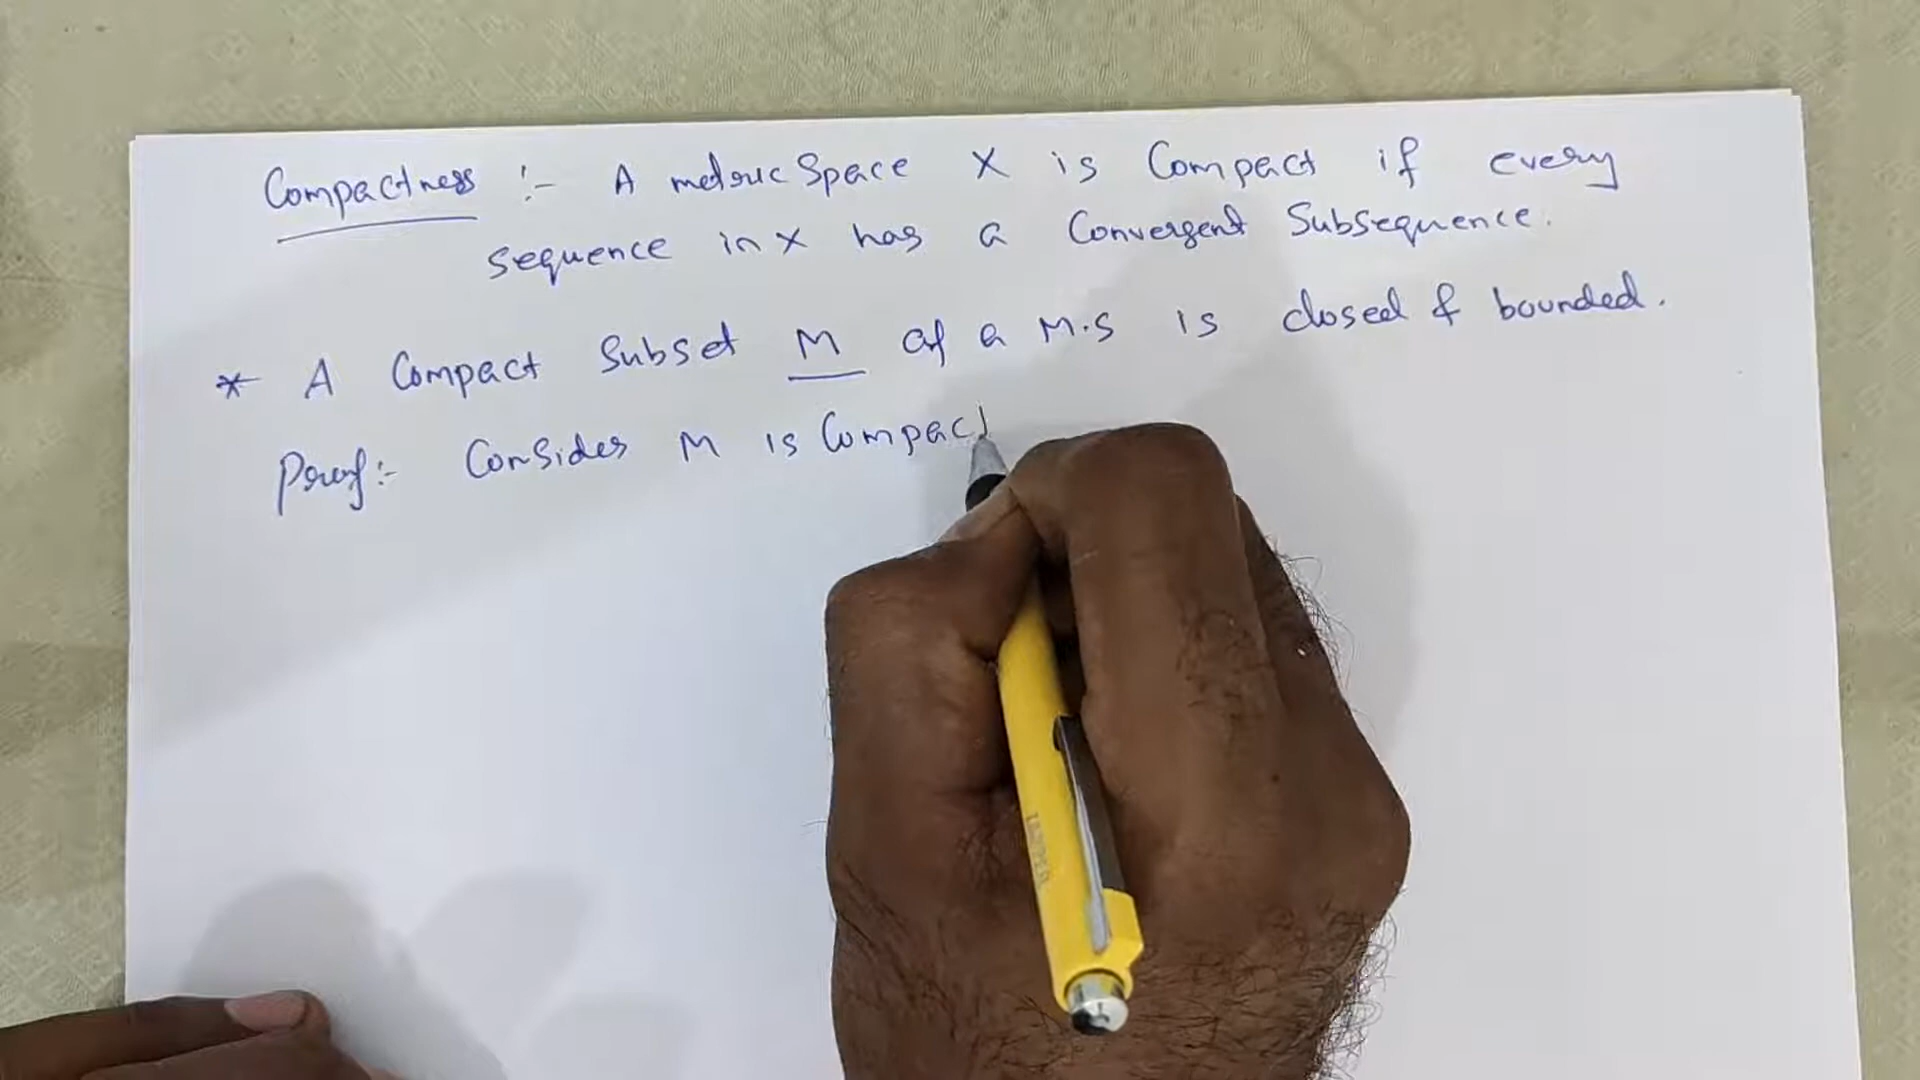 Compactness :- A metric Space X is Compact if every
sequence in X has a Convergent Subsequence.
* A Compact Subset M of a M.S is closed & bounded.
Proof:- Consider M is Compact